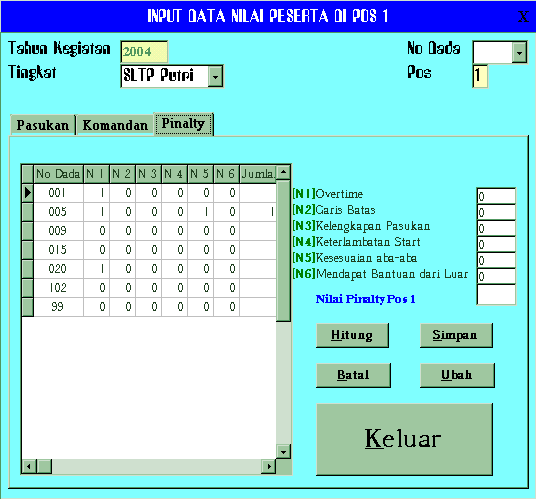 INPUT DATA NILAI PESERTA DI POS 1 X
Tahun Kegiatan 2004 No Dada
Tingkat SLTP Putri Pos 1
Pasukan Komandan Pinalty
No Dada N 1 N 2 N 3 N 4 N 5 N 6 Jumla
001 1 0 0 0 0 0
005 1 0 0 0 1 0 1
009 0 0 0 0 0 0
015 0 0 0 0 0 0
020 1 0 0 0 0 0
102 0 0 0 0 0 0
99 0 0 0 0 0 0
[N1]Overtime 0
[N2]Garis Batas 0
[N3]Kelengkapan Pasukan 0
[N4]Keterlambatan Start 0
[N5]Kesesuaian aba-aba 0
[N6]Mendapat Bantuan dari Luar 0
Nilai Pinalty Pos 1
Hitung Simpan
Batal Ubah
Keluar